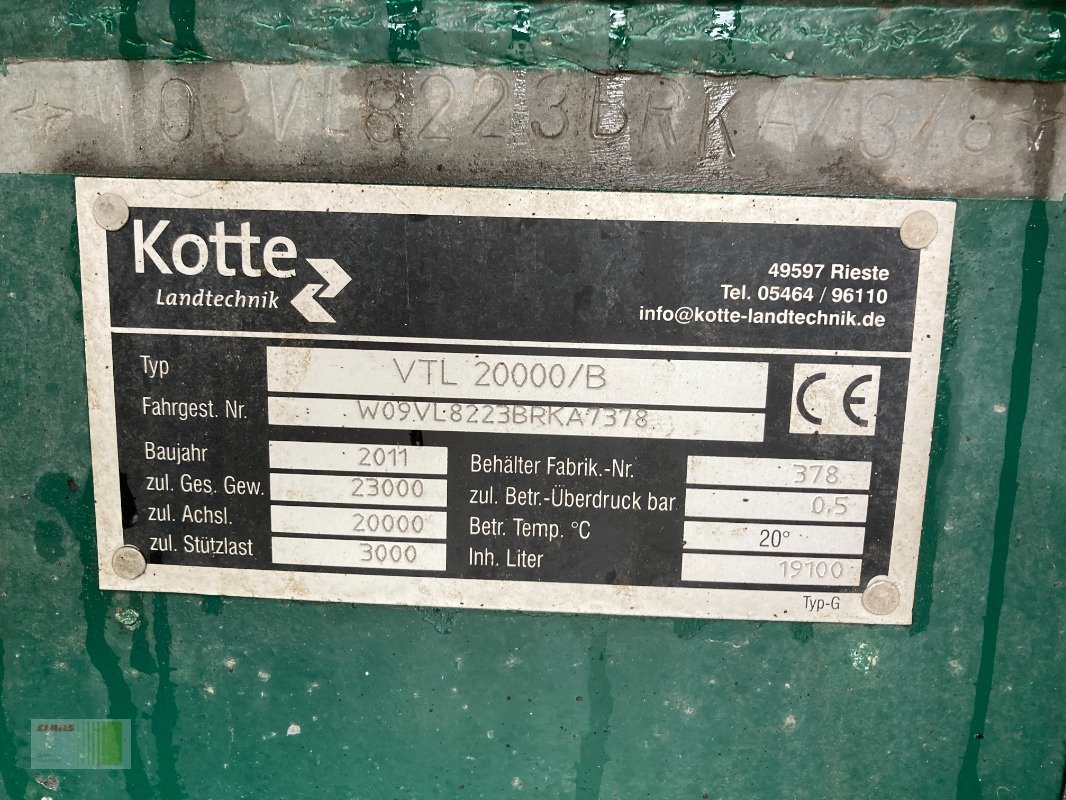 W09VL8223BRKA7378
Kotte
Landtechnik
49597 Rieste
Tel. 05464 / 96110
info@kotte-landtechnik.de
Typ VTL 20000/B
Fahrgest. Nr. W09VL8223BRKA7378
CE
Baujahr 2011
zul. Ges. Gew. 23000
zul. Achsl. 20000
zul. Stützlast 3000
Behälter Fabrik.-Nr. 378
zul. Betr.-Überdruck bar 0,5
Betr. Temp. °C 20°
Inh. Liter 19100
Typ-G
CLAAS